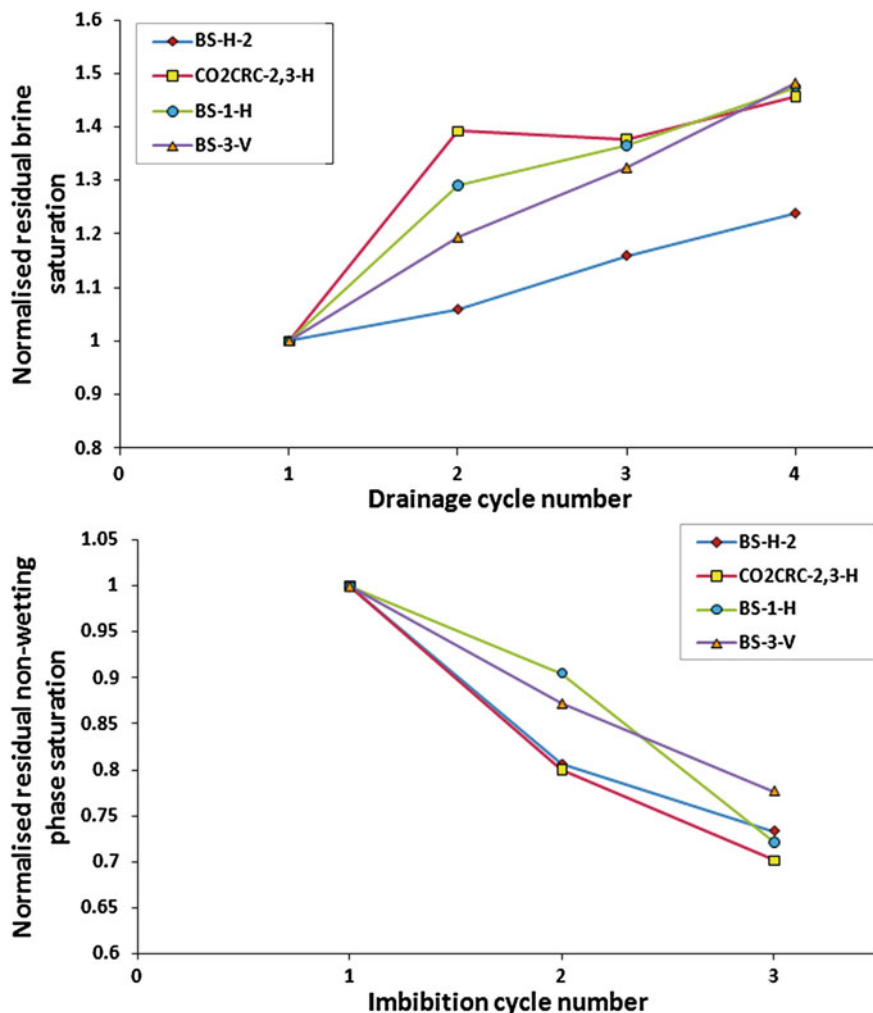 1.6
1.5
1.4
1.3
1.2
1.1
1
0.9
0.8
Normalised residual brine
saturation
BS-H-2
CO2CRC-2,3-H
BS-1-H
BS-3-V
0 1 2 3 4
Drainage cycle number
1.05
1
0.95
0.9
0.85
0.8
0.75
0.7
0.65
0.6
Normalised residual non-wetting
phase saturation
BS-H-2
CO2CRC-2,3-H
BS-1-H
BS-3-V
0 1 2 3
Imbibition cycle number